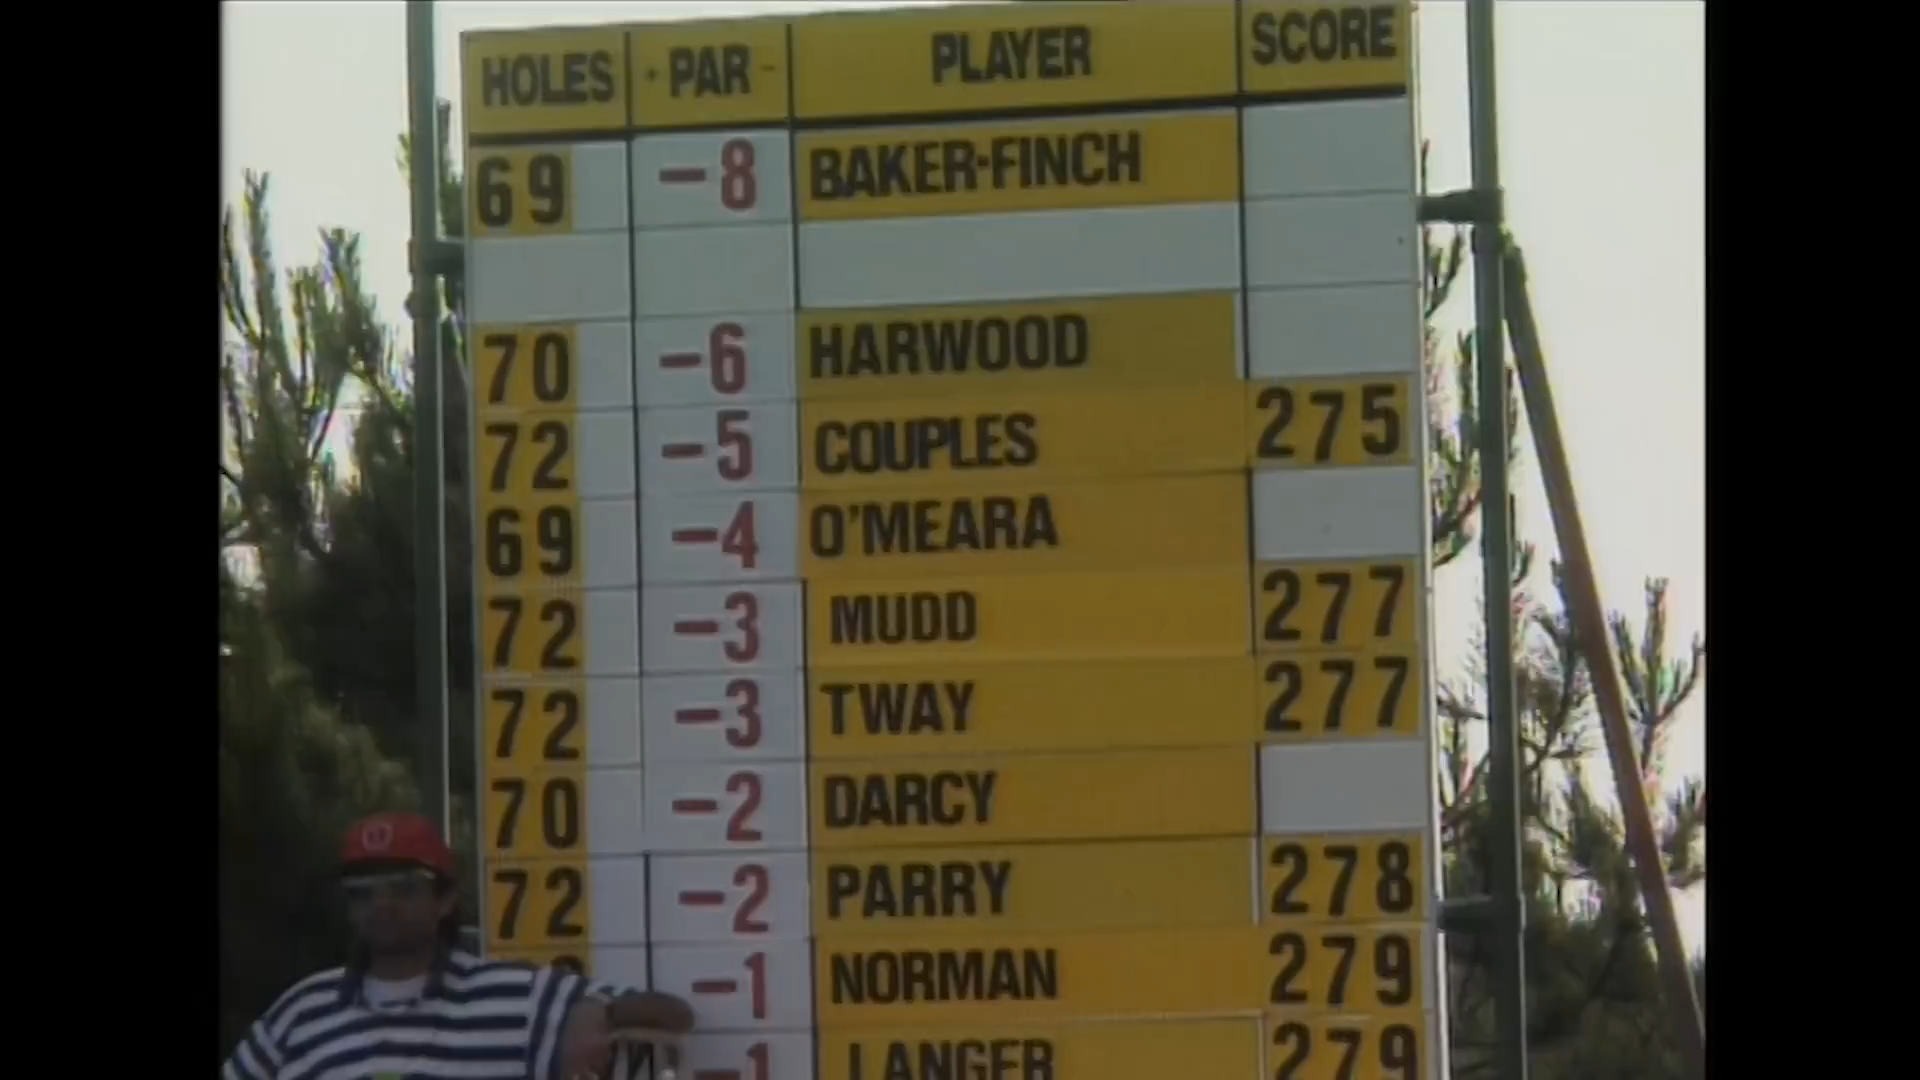 HOLES + PAR - PLAYER SCORE
69 -8 BAKER-FINCH
70 -6 HARWOOD
72 -5 COUPLES 275
69 -4 O'MEARA
72 -3 MUDD 277
72 -3 TWAY 277
70 -2 DARCY
72 -2 PARRY 278
-1 NORMAN 279
-1 LANGER 279